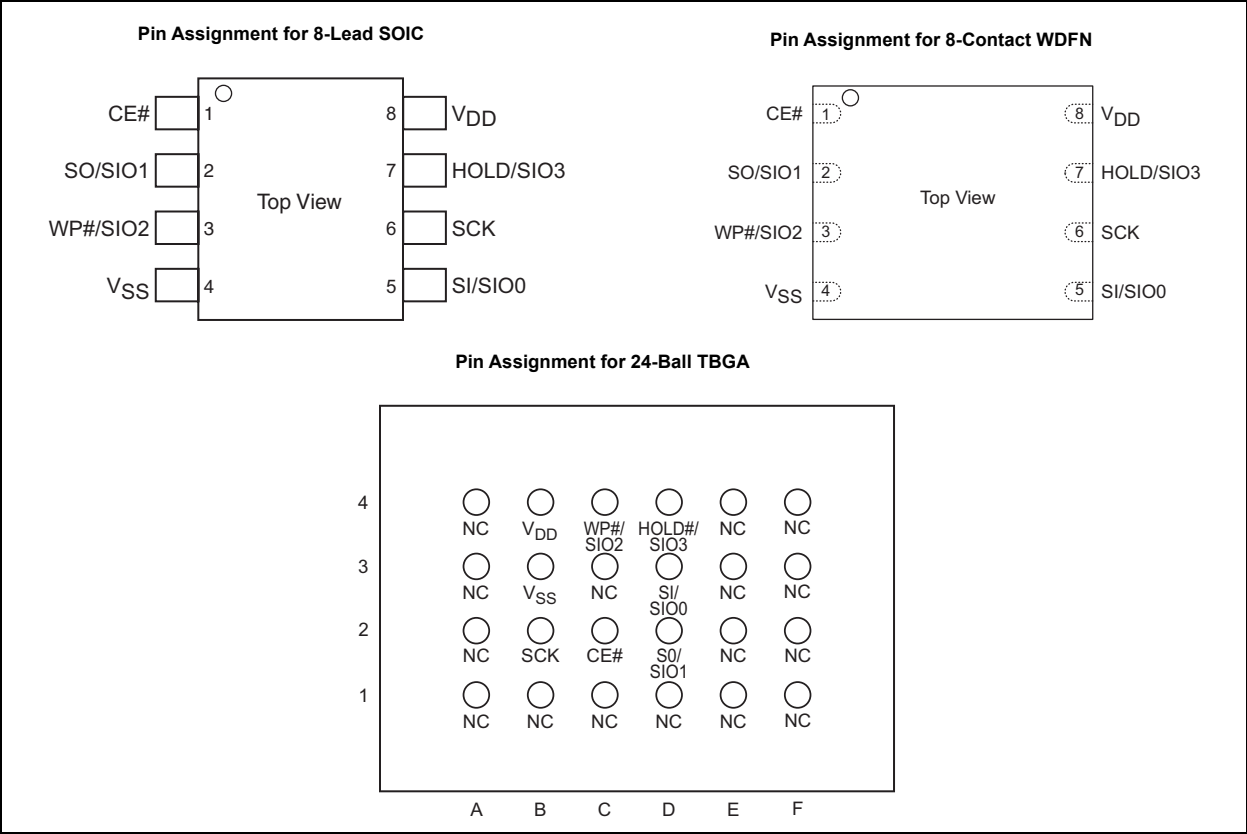 Pin Assignment for 8-Lead SOIC
CE# 1 8 VDD
SO/SIO1 2 7 HOLD/SIO3
Top View
WP#/SIO2 3 6 SCK
VSS 4 5 SI/SIO0
Pin Assignment for 8-Contact WDFN
CE# 1 8 VDD
SO/SIO1 2 7 HOLD/SIO3
Top View
WP#/SIO2 3 6 SCK
VSS 4 5 SI/SIO0
Pin Assignment for 24-Ball TBGA
4
NC VDD WP#/ HOLD#/ NC NC
SIO2 SIO3
3
NC VSS NC SI/ NC NC
SIO0
2
NC SCK CE# S0/ NC NC
SIO1
1
NC NC NC NC NC NC
A B C D E F